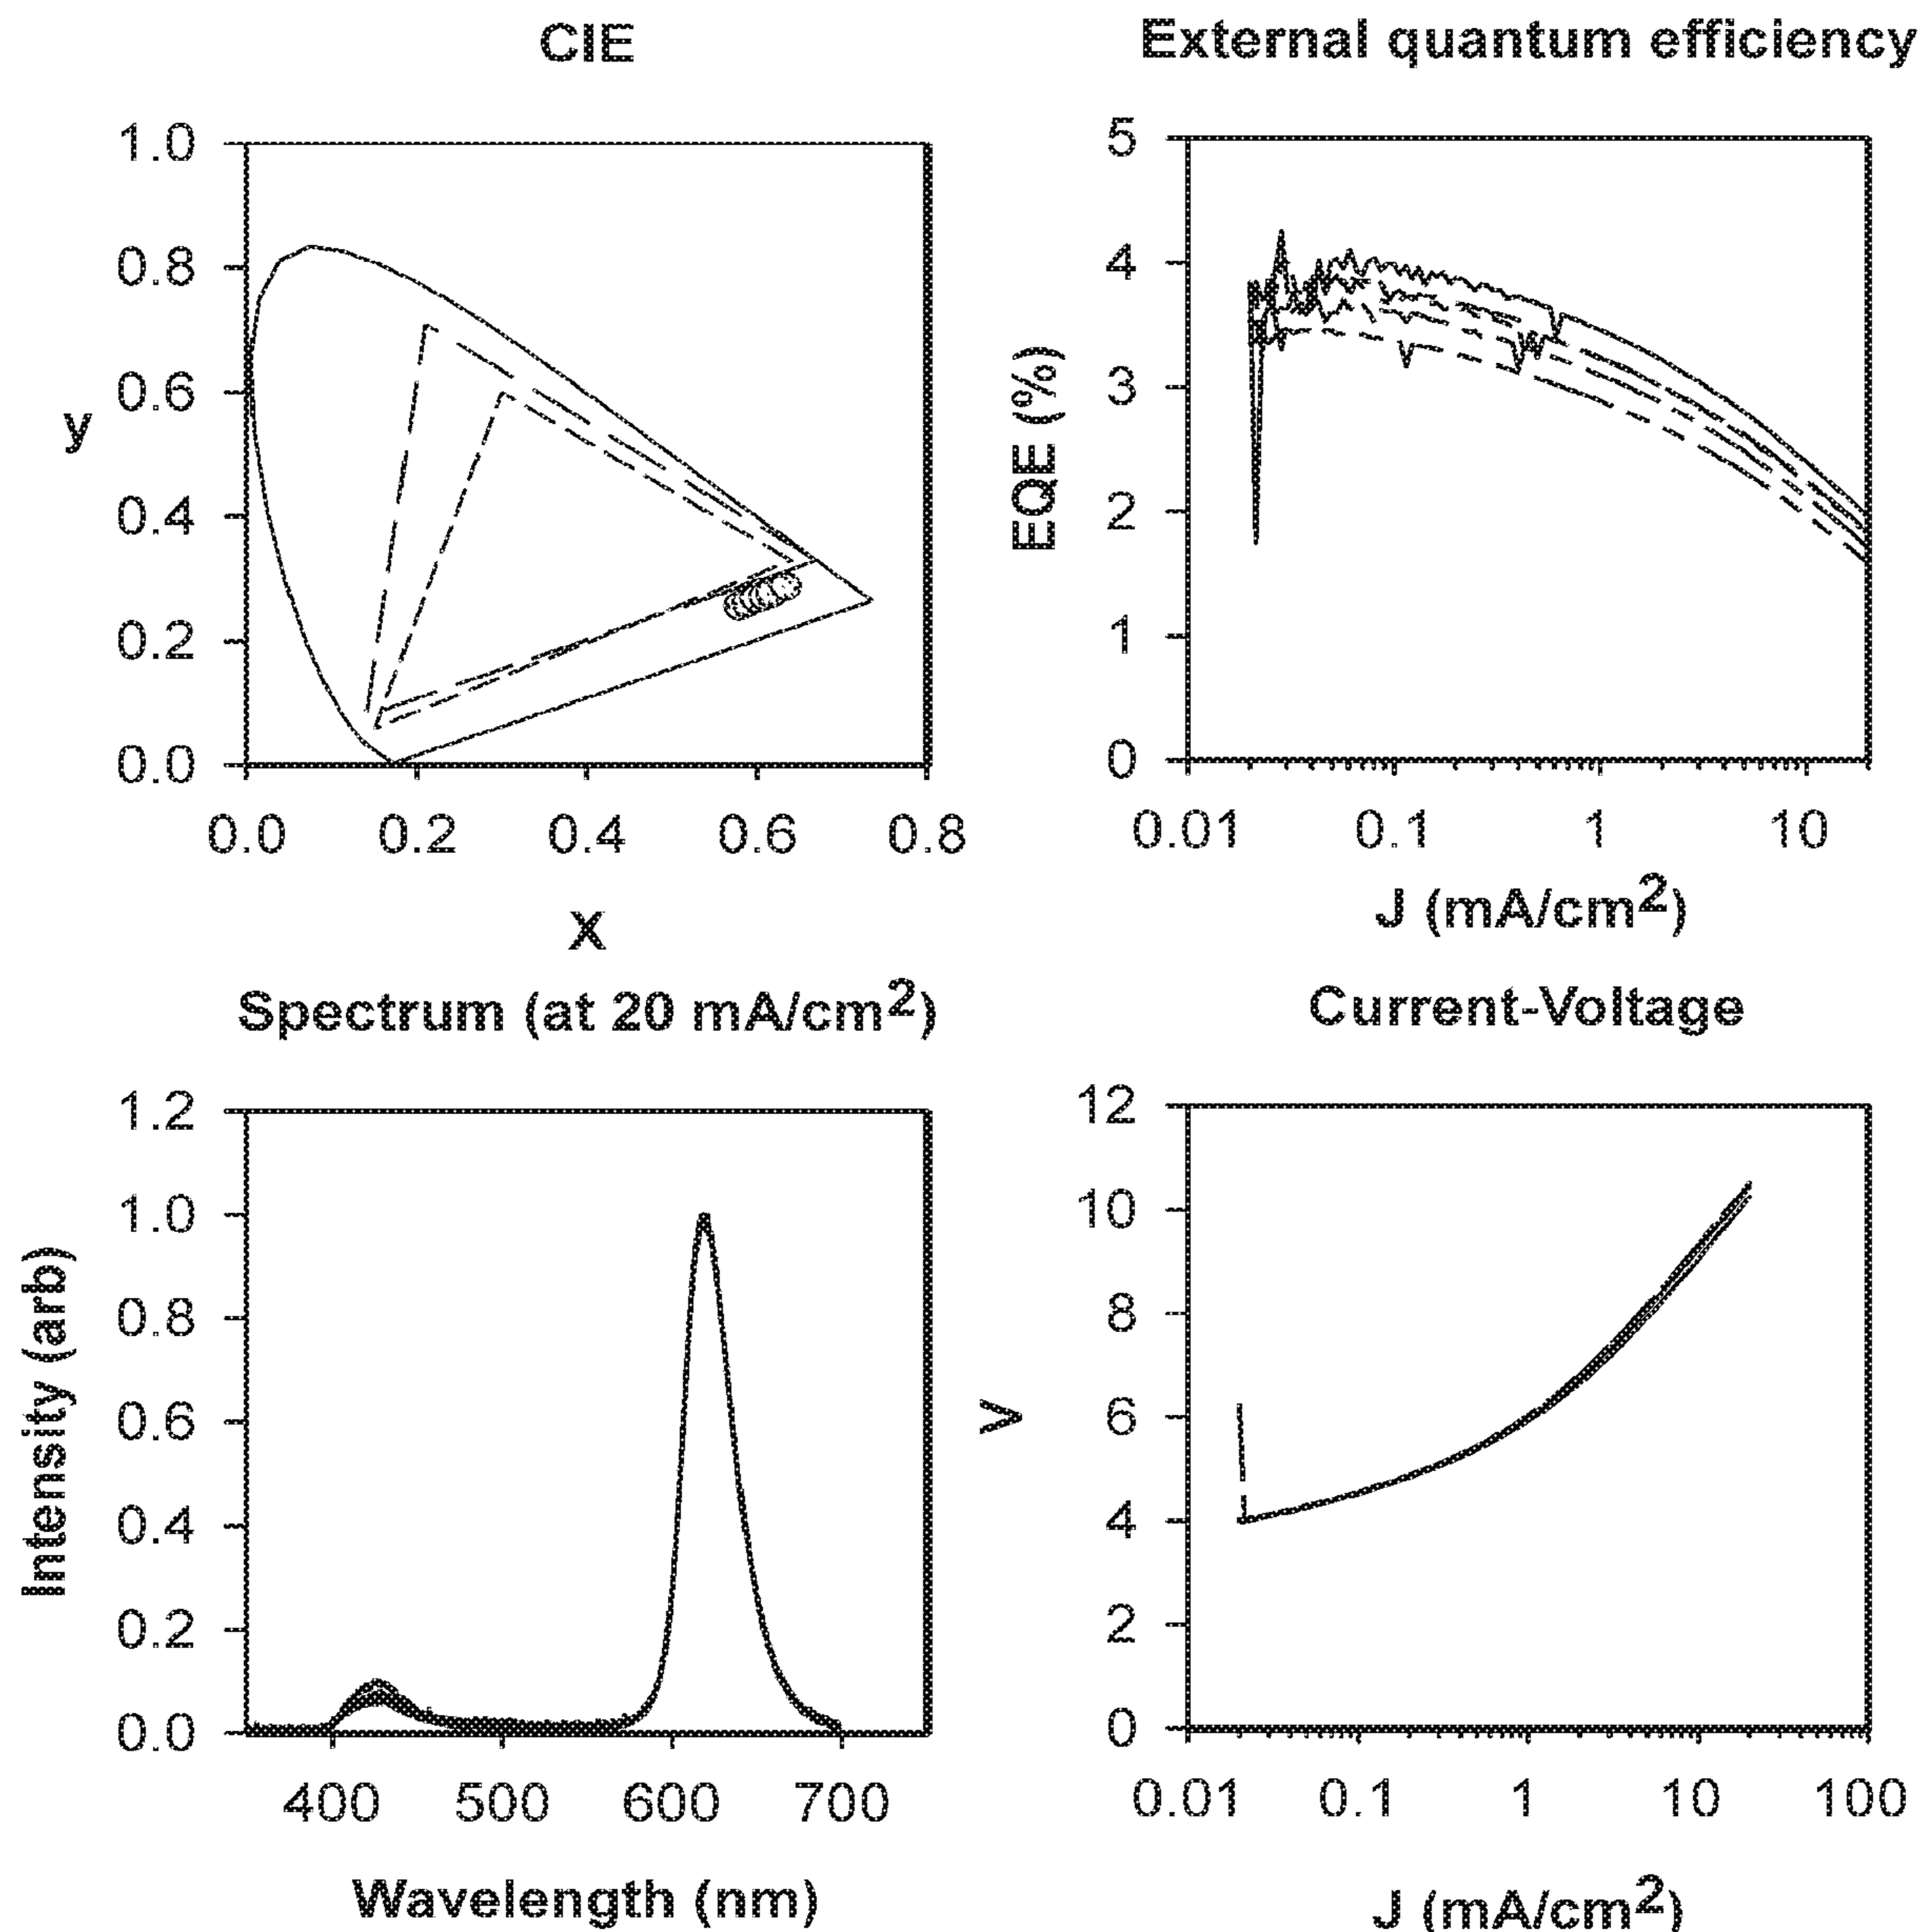 CIE
1.0
0.8
0.6
0.4
0.2
0.0
y
0.0 0.2 0.4 0.6 0.8
X
External quantum efficiency
5
4
3
2
1
0
EQE (%)
0.01 0.1 1 10
J (mA/cm²)
Spectrum (at 20 mA/cm²)
1.2
1.0
0.8
0.6
0.4
0.2
0.0
Intensity (arb)
400 500 600 700
Wavelength (nm)
Current-Voltage
12
10
8
6
4
2
0
V
0.01 0.1 1 10 100
J (mA/cm²)